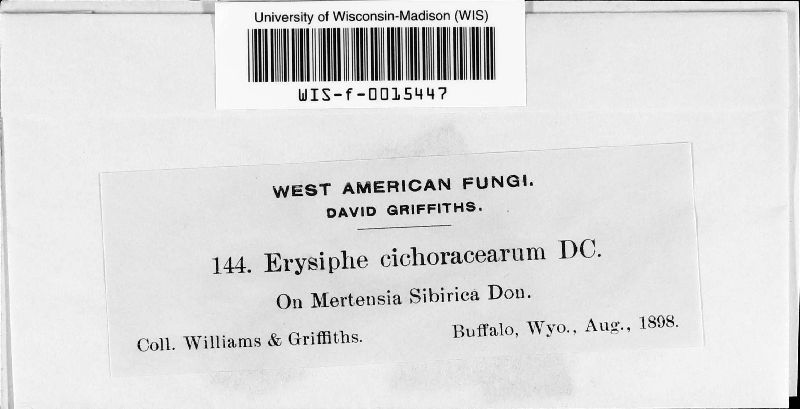 University of Wisconsin-Madison (WIS)
WIS-f-0015447
WEST AMERICAN FUNGI.
DAVID GRIFFITHS.
144. Erysiphe cichoracearum DC.
On Mertensia Sibirica Don.
Coll. Williams & Griffiths. Buffalo, Wyo., Aug., 1898.